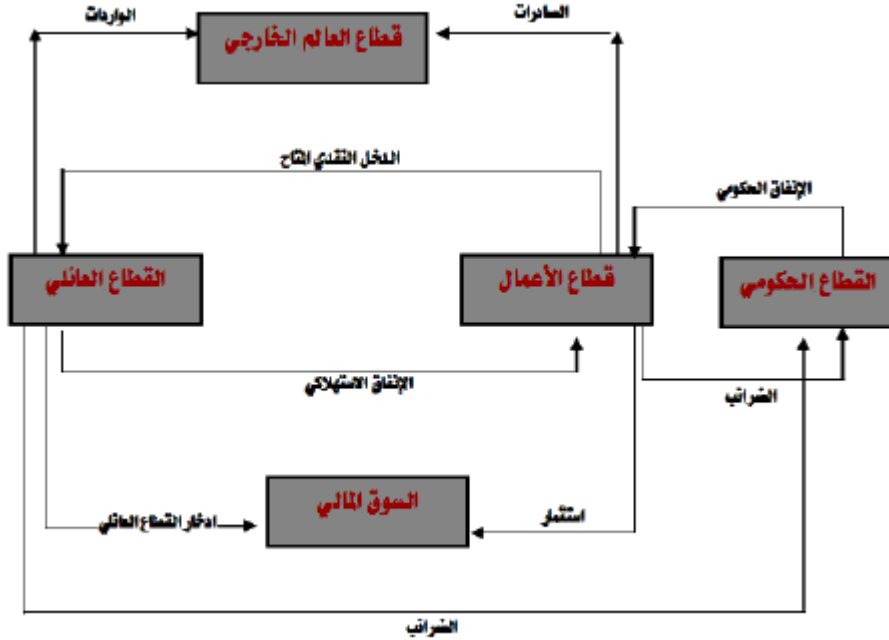 الواردات
قطاع العالم الخارجي
الصادرات
الدخل النقدي المتاح
الإنفاق الحكومي
القطاع العائلي
قطاع الأعمال
القطاع الحكومي
الإنفاق الاستهلاكي
الضرائب
السوق المالي
ادخار القطاع العائلي
استثمار
الضرائب